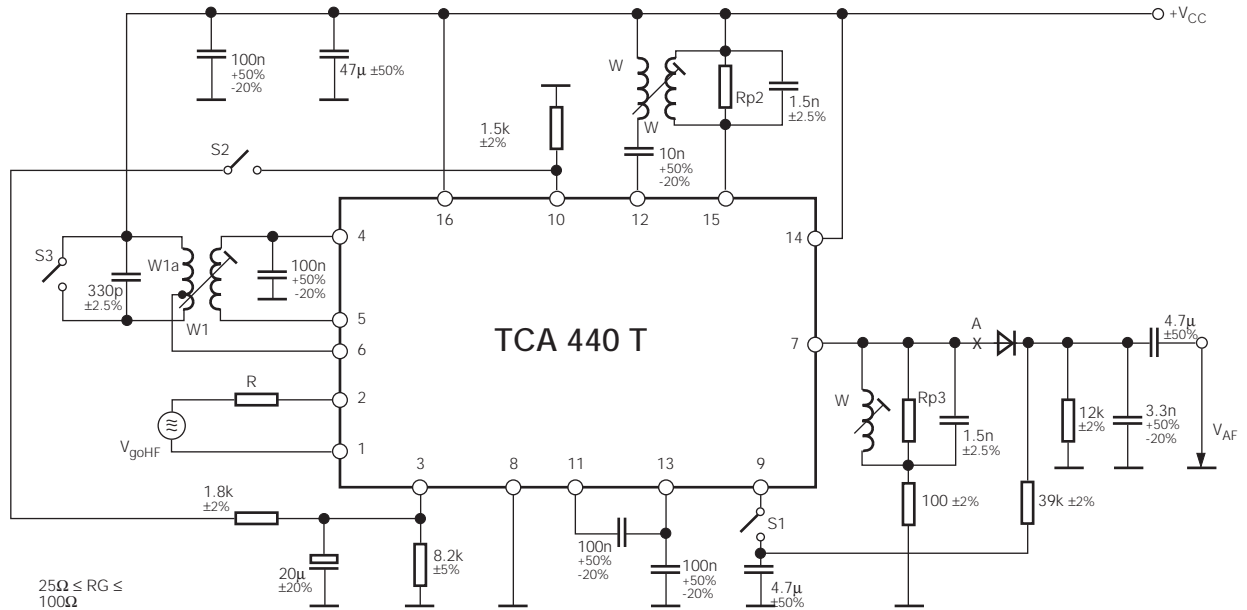 +VCC
100n
+50%
-20%
47µ ±50%
W
W
Rp2
1.5n
±2.5%
1.5k
±2%
10n
+50%
-20%
S2
16
10
12
15
14
S3
W1a
330p
±2.5%
W1
100n
+50%
-20%
4
5
6
TCA 440 T
7
A
X
4.7µ
±50%
R
2
VgoHF
1
W
Rp3
1.5n
±2.5%
12k
±2%
3.3n
+50%
-20%
VAF
3
8
11
13
9
1.8k
±2%
S1
100 ±2%
39k ±2%
8.2k
±5%
100n
+50%
-20%
100n
+50%
-20%
20µ
±20%
4.7µ
±50%
25Ω ≤ RG ≤
100Ω